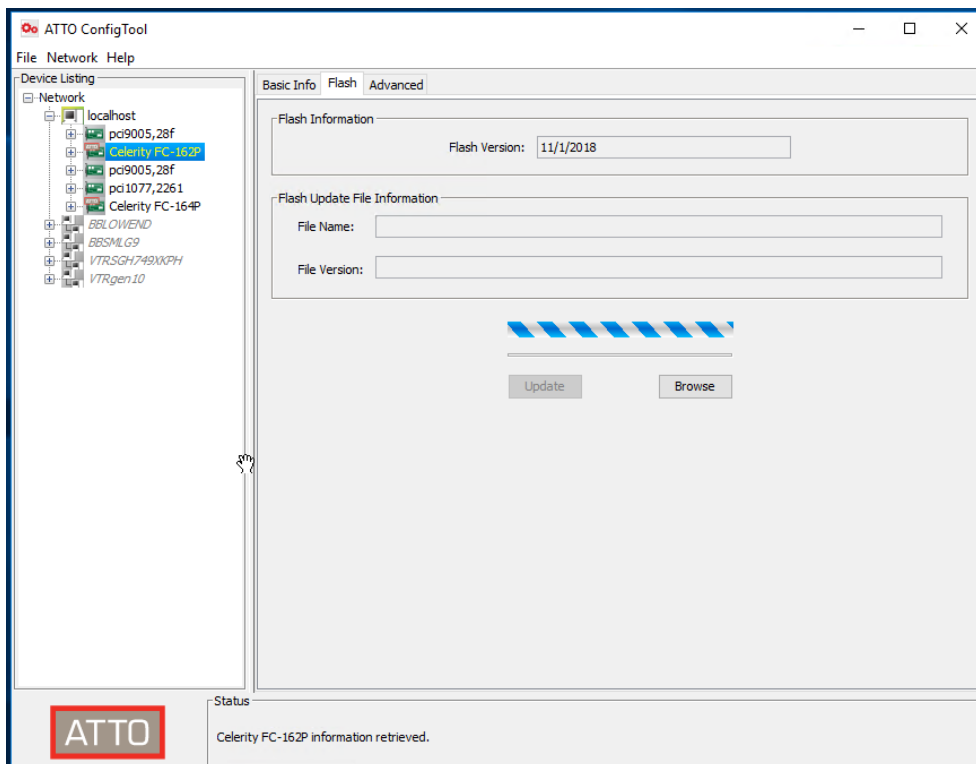 ATTO ConfigTool
File Network Help
Device Listing
Network
localhost
pci9005,28f
Celerity FC-162P
pci9005,28f
pci1077,2261
Celerity FC-164P
BBLOWEND
BBSMLG9
VTRSGH749XKPH
VTRgen10
Basic Info Flash Advanced
Flash Information
Flash Version: 11/1/2018
Flash Update File Information
File Name:
File Version:
Update Browse
ATTO
Status
Celerity FC-162P information retrieved.